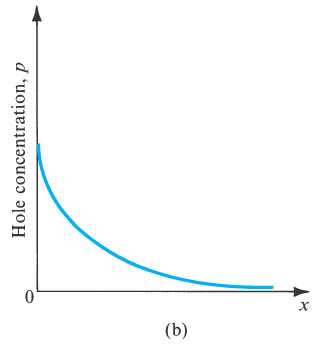 Hole concentration, p
0
x
(b)